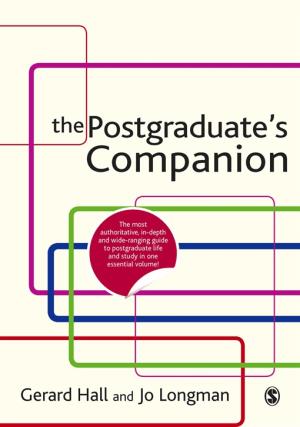 the Postgraduate's
Companion
The most
authoritative, in-depth
and wide-ranging guide
to postgraduate life
and study in one
essential volume!
Gerard Hall and Jo Longman
S